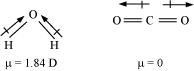 O
H H
μ = 1.84 D
O=C=O
μ = 0